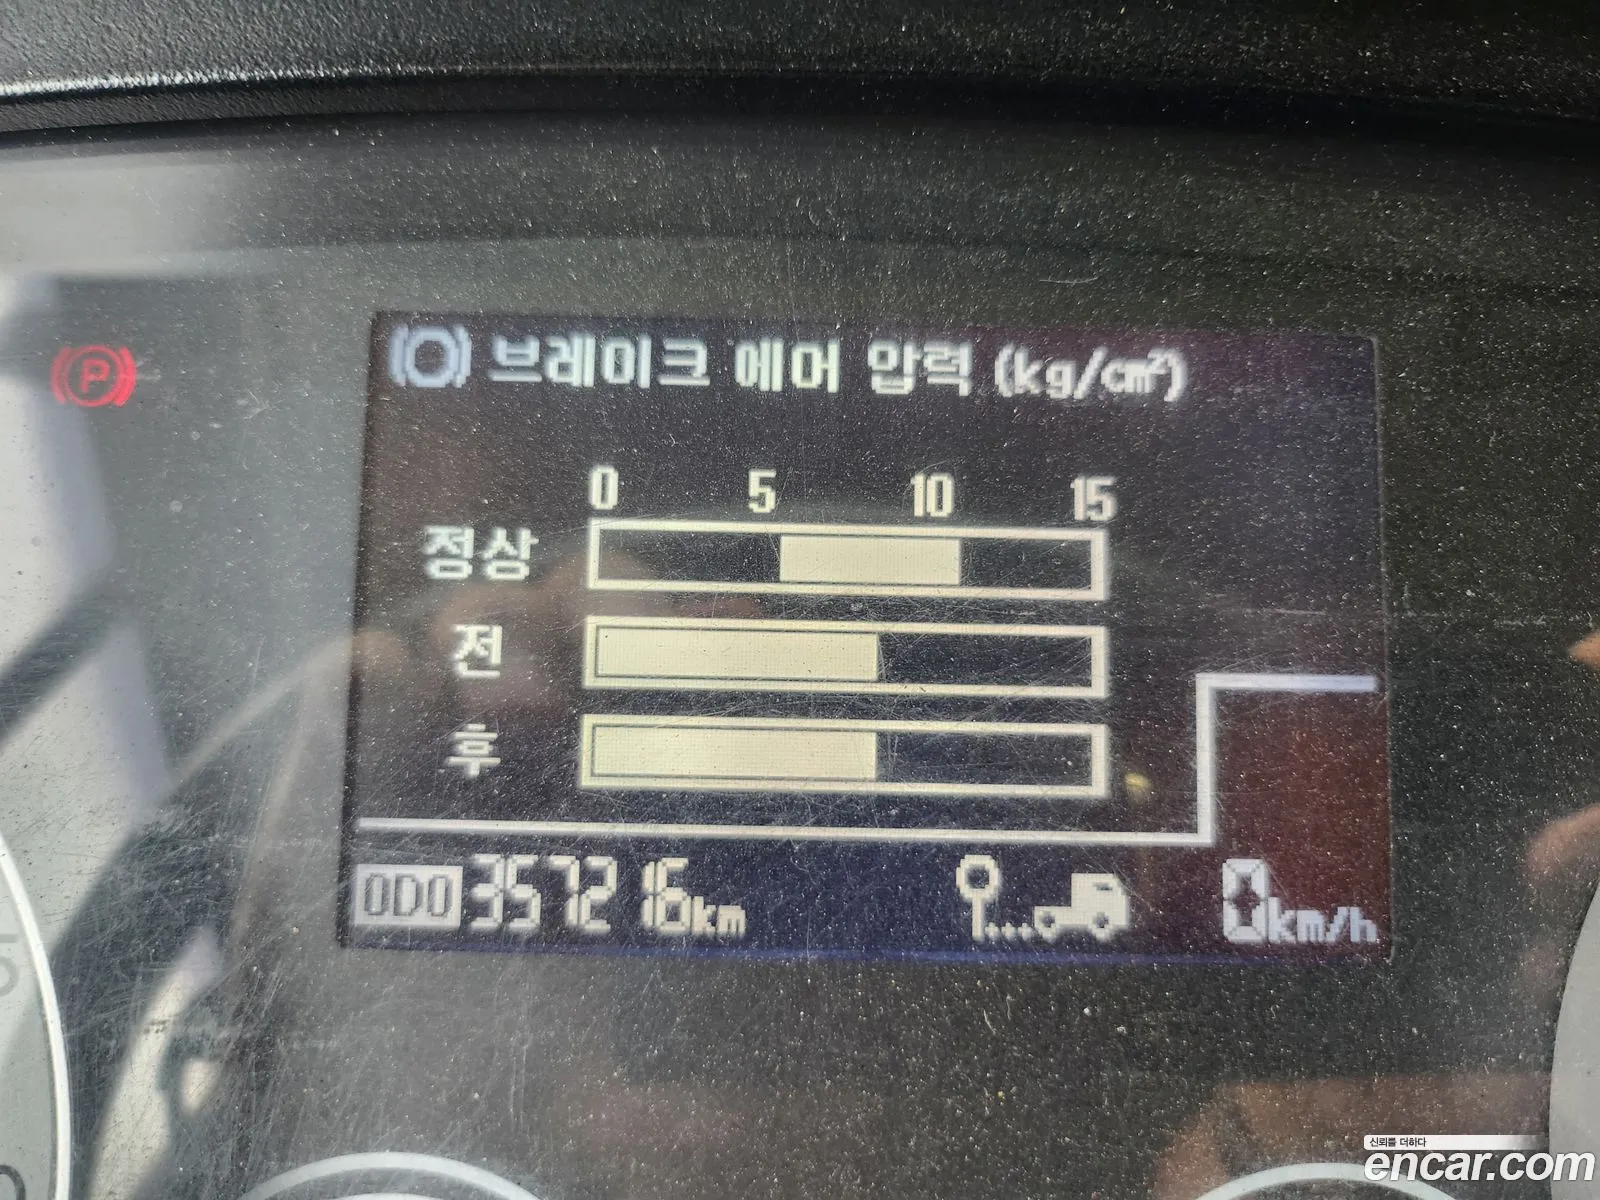 P
브레이크 에어 압력 (kg/cm²)
0 5 10 15
정상
전
후
ODO 357216km
0km/h
신뢰를 더하다
encar.com